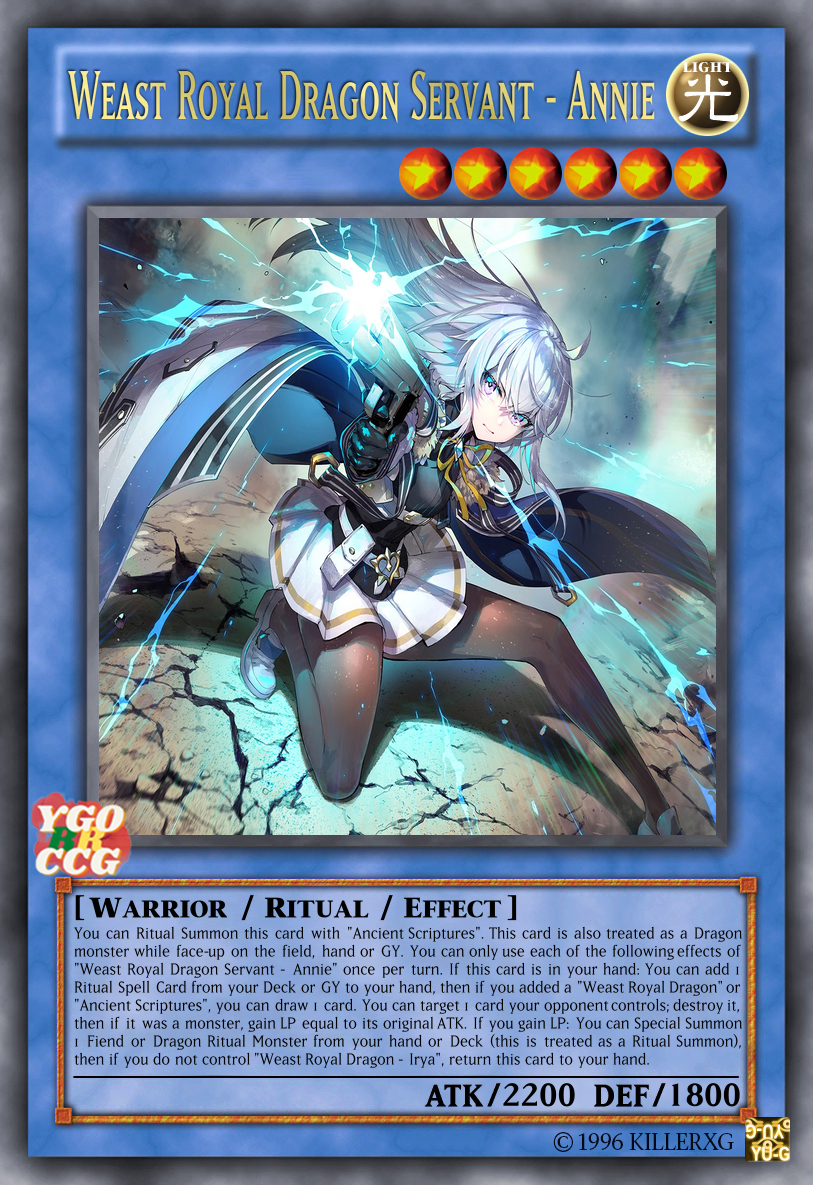 WEAST ROYAL DRAGON SERVANT - ANNIE
LIGHT
光
YGO
RR
CCG
[ WARRIOR / RITUAL / EFFECT ]
You can Ritual Summon this card with "Ancient Scriptures". This card is also treated as a Dragon
monster while face-up on the field, hand or GY. You can only use each of the following effects of
"Weast Royal Dragon Servant - Annie" once per turn. If this card is in your hand: You can add 1
Ritual Spell Card from your Deck or GY to your hand, then if you added a "Weast Royal Dragon" or
"Ancient Scriptures", you can draw 1 card. You can target 1 card your opponent controls; destroy it,
then if it was a monster, gain LP equal to its original ATK. If you gain LP: You can Special Summon
1 Fiend or Dragon Ritual Monster from your hand or Deck (this is treated as a Ritual Summon),
then if you do not control "Weast Royal Dragon - Irya", return this card to your hand.
ATK/2200 DEF/1800
© 1996 KILLERXG